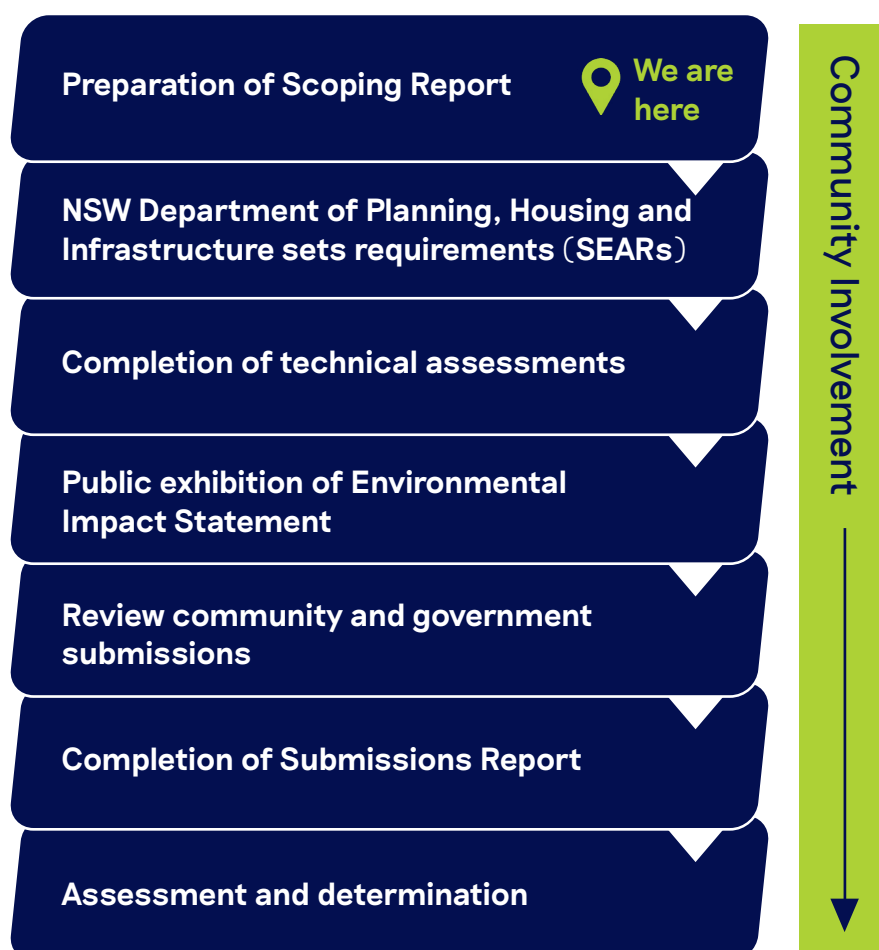 Preparation of Scoping Report
We are
here
NSW Department of Planning, Housing and
Infrastructure sets requirements (SEARs)
Completion of technical assessments
Public exhibition of Environmental
Impact Statement
Review community and government
submissions
Completion of Submissions Report
Assessment and determination
Community Involvement